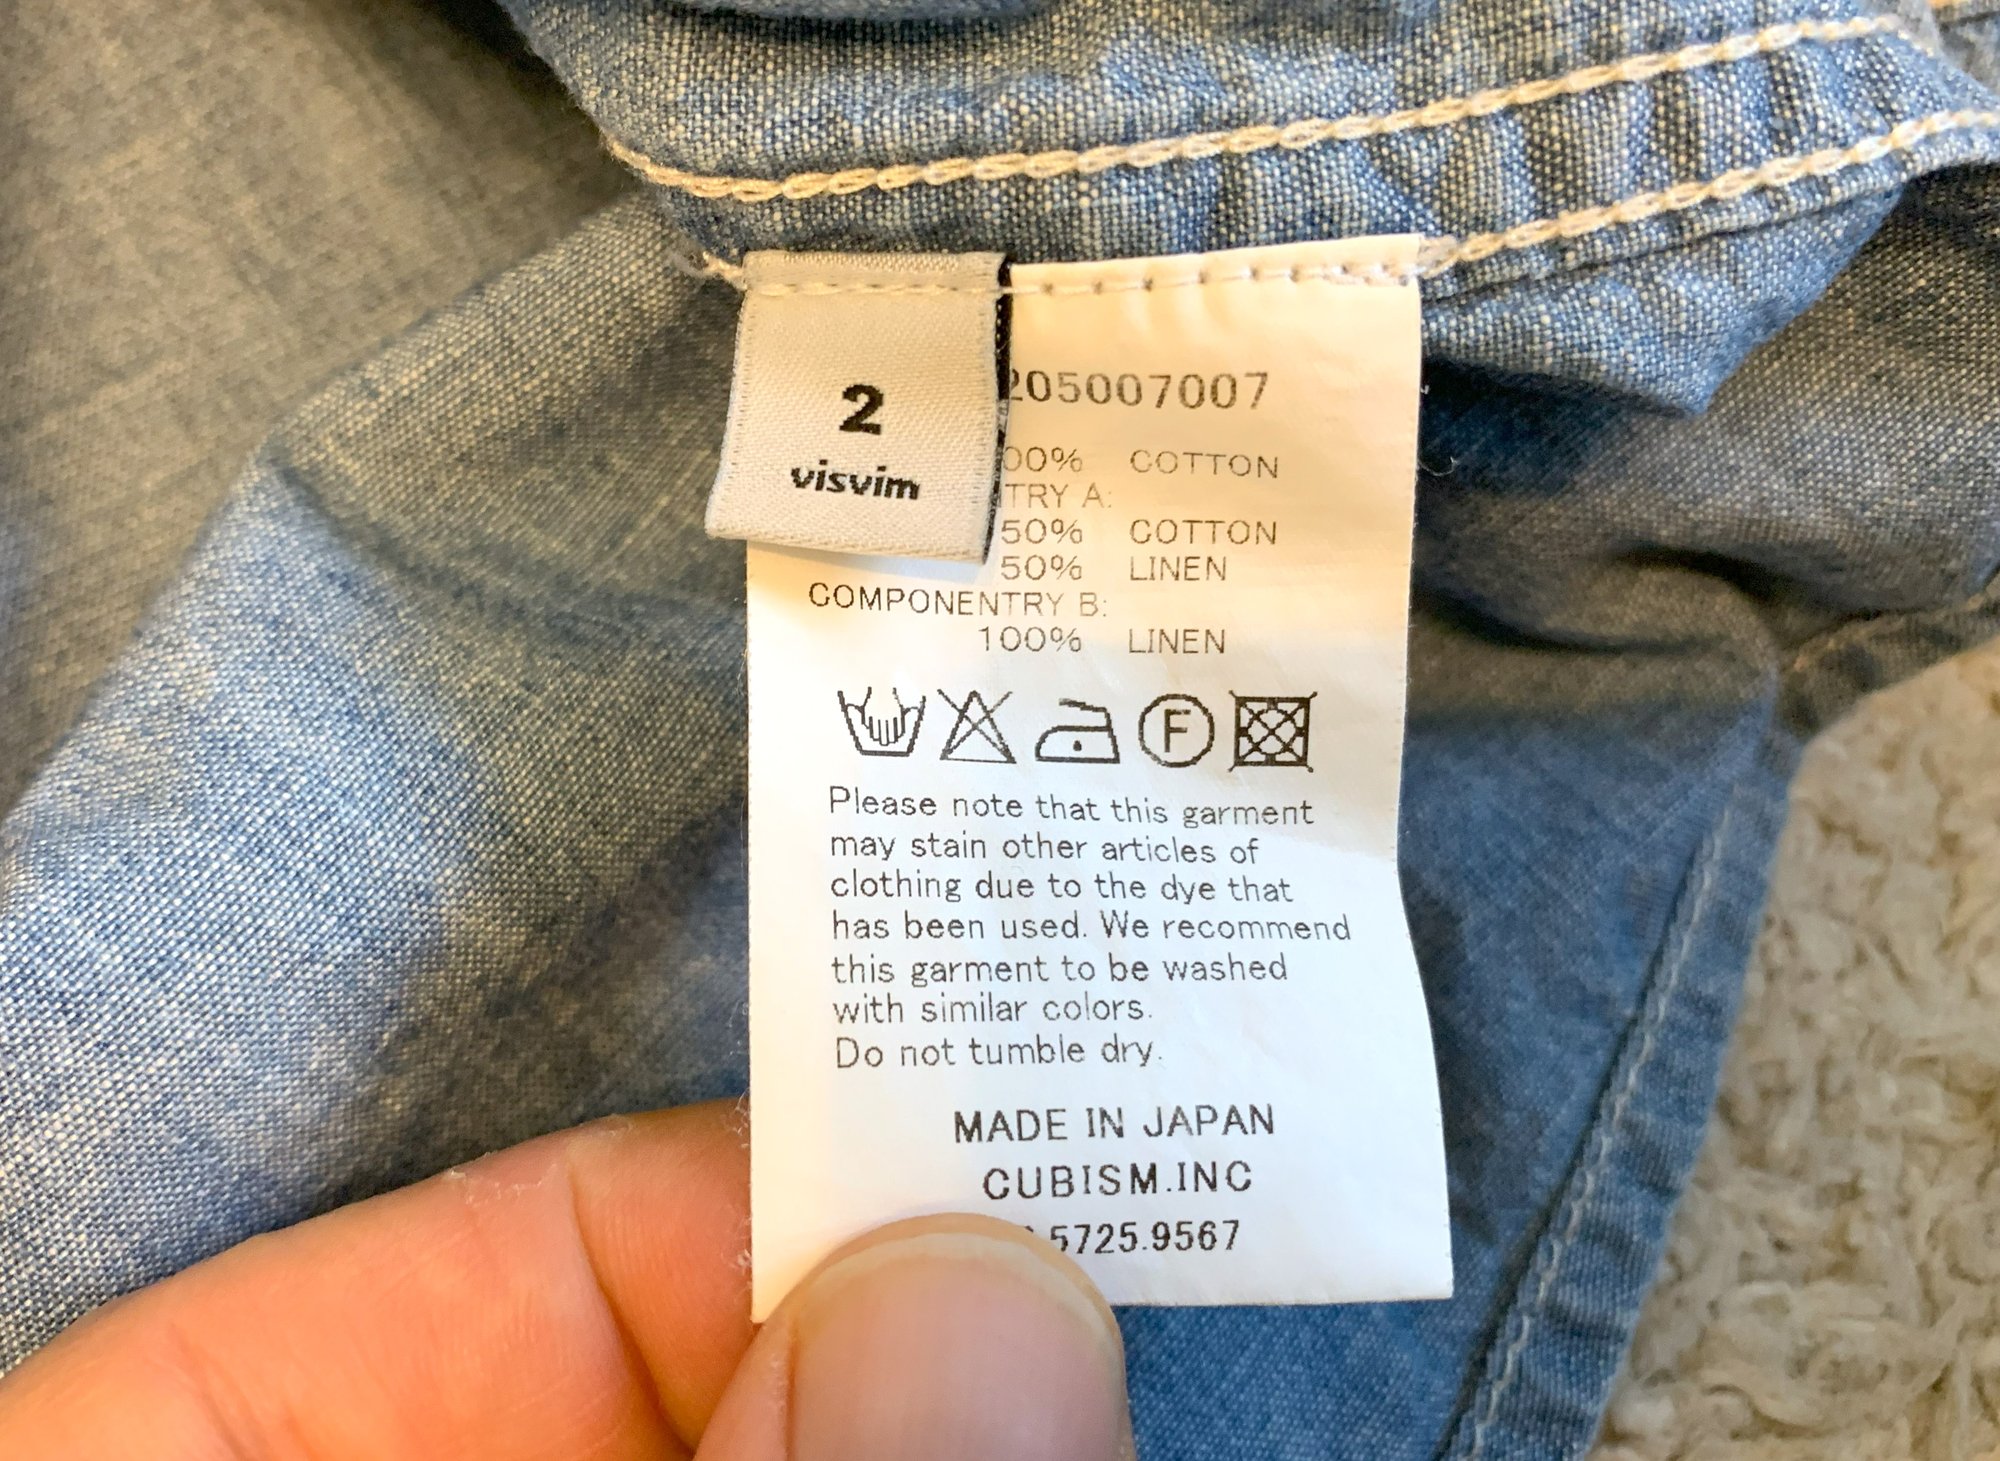 2
visvim
205007007
00% COTTON
TRY A:
50% COTTON
50% LINEN
COMPONENTRY B:
100% LINEN
F
Please note that this garment
may stain other articles of
clothing due to the dye that
has been used. We recommend
this garment to be washed
with similar colors.
Do not tumble dry.
MADE IN JAPAN
CUBISM.INC
5725.9567